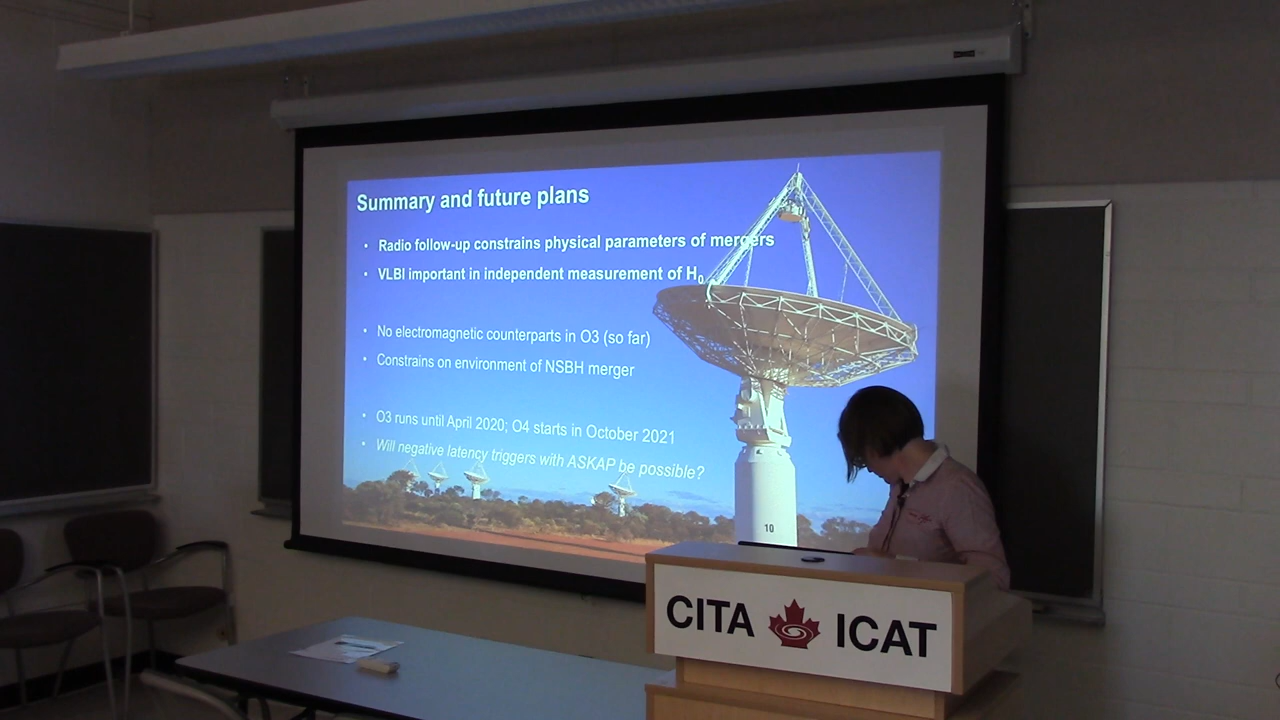 Summary and future plans
• Radio follow-up constrains physical parameters of mergers
• VLBI important in independent measurement of H₀
• No electromagnetic counterparts in O3 (so far)
• Constrains on environment of NSBH merger
• O3 runs until April 2020; O4 starts in October 2021
• Will negative latency triggers with ASKAP be possible?
10
CITA ICAT